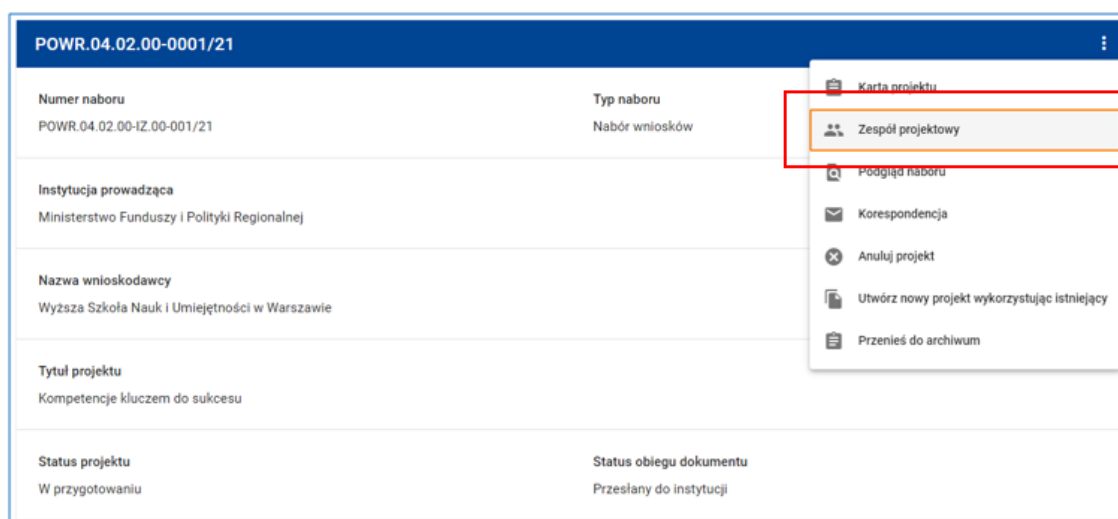 POWR.04.02.00-0001/21
Numer naboru
POWR.04.02.00-IZ.00-001/21
Typ naboru
Nabór wniosków
Instytucja prowadząca
Ministerstwo Funduszy i Polityki Regionalnej
Nazwa wnioskodawcy
Wyższa Szkoła Nauk i Umiejętności w Warszawie
Tytuł projektu
Kompetencje kluczem do sukcesu
Status projektu
W przygotowaniu
Status obiegu dokumentu
Przesłany do instytucji
Karta projektu
Zespół projektowy
Podgląd naboru
Korespondencja
Anuluj projekt
Utwórz nowy projekt wykorzystując istniejący
Przenieś do archiwum